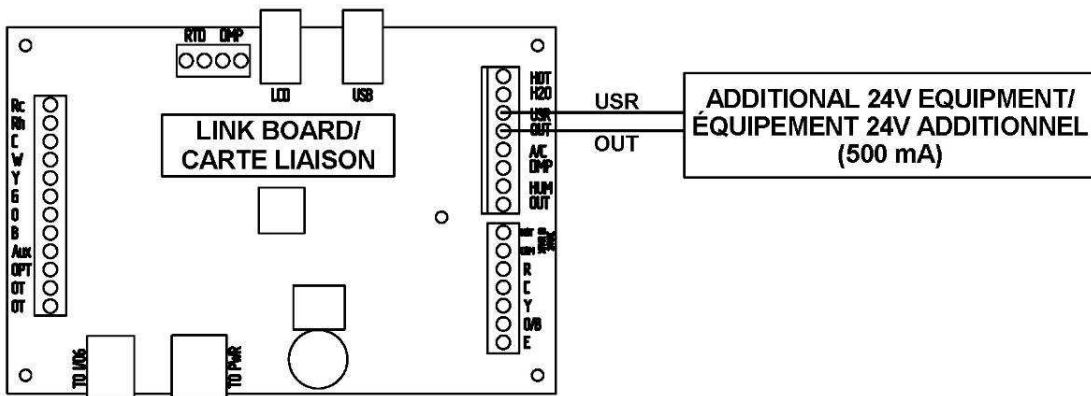 RTD DMP
LCD
USB
LINK BOARD/
CARTE LIAISON
Rc
Rh
C
W
Y
G
O
B
Aux
OPT
OT
OT
HOT
H2O
USR
OUT
A/C
DMP
HUM
OUT
R
C
Y
O/B
E
TO I/O6
TO PWR
USR
OUT
ADDITIONAL 24V EQUIPMENT/
ÉQUIPEMENT 24V ADDITIONNEL
(500 mA)